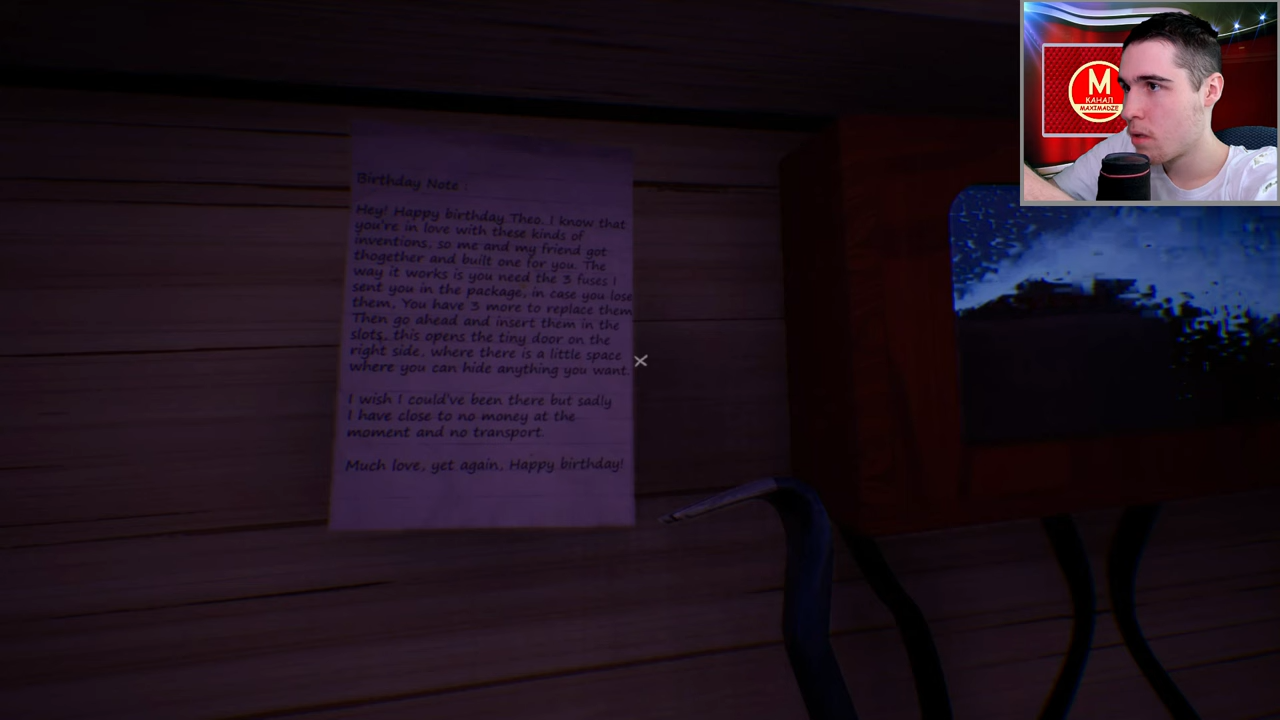 M
КАНАЛ
MAXIMADZE
Birthday Note :
Hey! Happy birthday Theo. I know that
you're in love with these kinds of
inventions, so me and my friend got
thogether and built one for you. The
way it works is you need the 3 fuses I
sent you in the package, in case you lose
them, You have 3 more to replace them
Then go ahead and insert them in the
slots, this opens the tiny door on the
right side, where there is a little space
where you can hide anything you want.
I wish I could've been there but sadly
I have close to no money at the
moment and no transport.
Much love, yet again, Happy birthday!